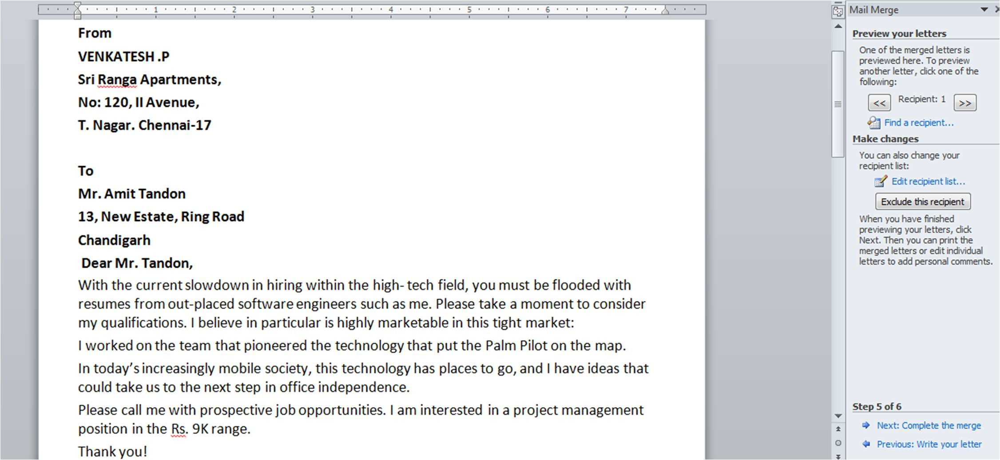 1 2 3 4 5 6 7
From
VENKATESH .P
Sri Ranga Apartments,
No: 120, II Avenue,
T. Nagar. Chennai-17
To
Mr. Amit Tandon
13, New Estate, Ring Road
Chandigarh
Dear Mr. Tandon,
With the current slowdown in hiring within the high- tech field, you must be flooded with
resumes from out-placed software engineers such as me. Please take a moment to consider
my qualifications. I believe in particular is highly marketable in this tight market:
I worked on the team that pioneered the technology that put the Palm Pilot on the map.
In today’s increasingly mobile society, this technology has places to go, and I have ideas that
could take us to the next step in office independence.
Please call me with prospective job opportunities. I am interested in a project management
position in the Rs. 9K range.
Thank you!
Mail Merge
Preview your letters
One of the merged letters is
previewed here. To preview
another letter, click one of the
following:
<< Recipient: 1 >>
Find a recipient...
Make changes
You can also change your
recipient list:
Edit recipient list...
Exclude this recipient
When you have finished
previewing your letters, click
Next. Then you can print the
merged letters or edit individual
letters to add personal comments.
Step 5 of 6
Next: Complete the merge
Previous: Write your letter